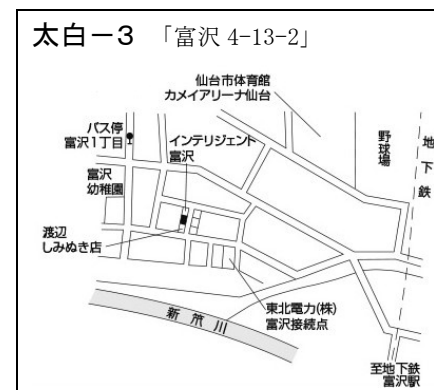 太白－3 「富沢 4-13-2」
仙台市体育館
カメイアリーナ仙台
バス停
富沢1丁目
インテリジェント
富沢
野球場
地下鉄
富沢
幼稚園
渡辺
しみぬき店
東北電力(株)
富沢接続点
新笊川
至地下鉄
富沢駅